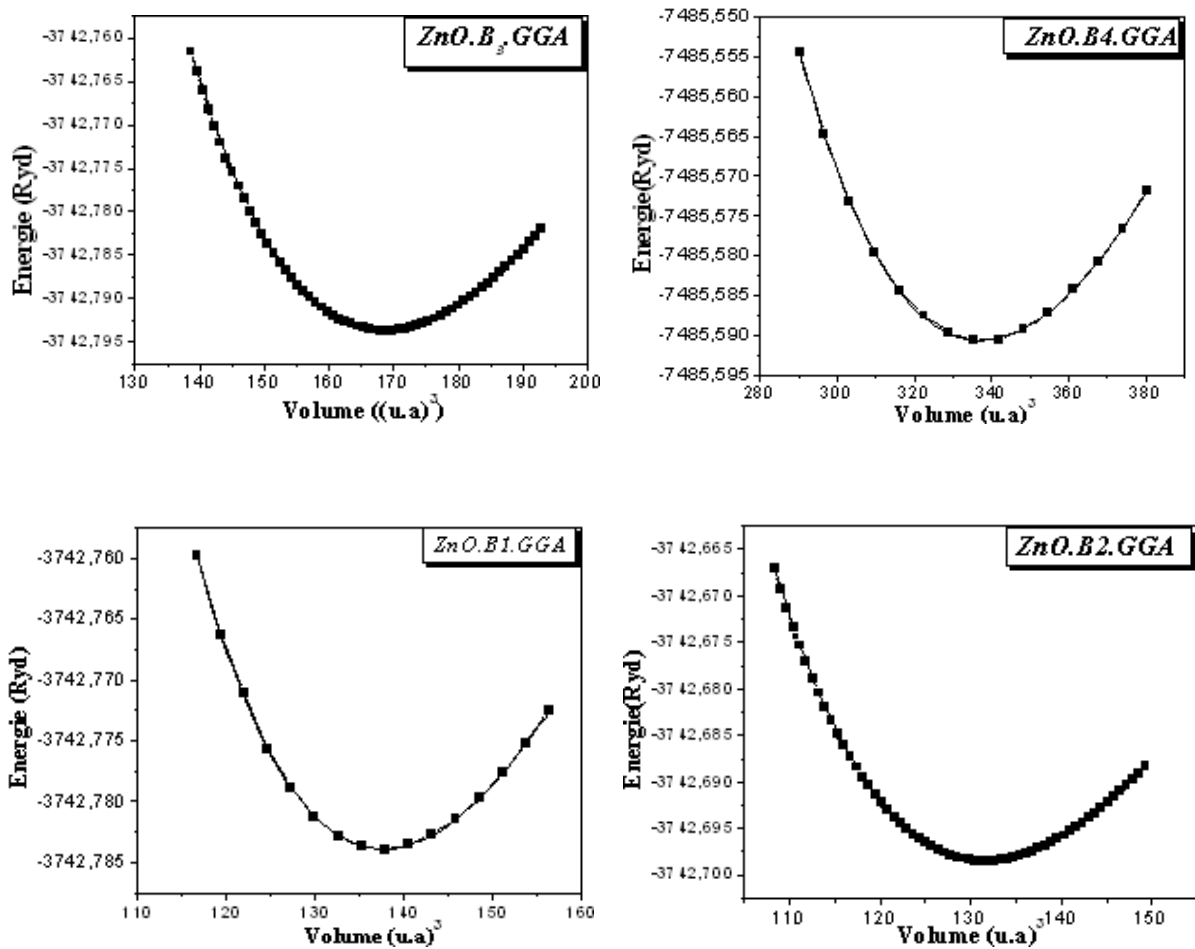 ZnO.B3.GGA
Energie (Ryd)
-3742,760
-3742,765
-3742,770
-3742,775
-3742,780
-3742,785
-3742,790
-3742,795
130 140 150 160 170 180 190 200
Volume ((u.a)3)
ZnO.B4.GGA
Energie(Ryd)
-7485,550
-7485,555
-7485,560
-7485,565
-7485,570
-7485,575
-7485,580
-7485,585
-7485,590
-7485,595
280 300 320 340 360 380
Volume (u.a)3
ZnO.B1.GGA
Energie (Ryd)
-3742,760
-3742,765
-3742,770
-3742,775
-3742,780
-3742,785
110 120 130 140 150 160
Volume (u.a)3
ZnO.B2.GGA
Energie(Ryd)
-3742,665
-3742,670
-3742,675
-3742,680
-3742,685
-3742,690
-3742,695
-3742,700
110 120 130 140 150
Volume (u.a)3